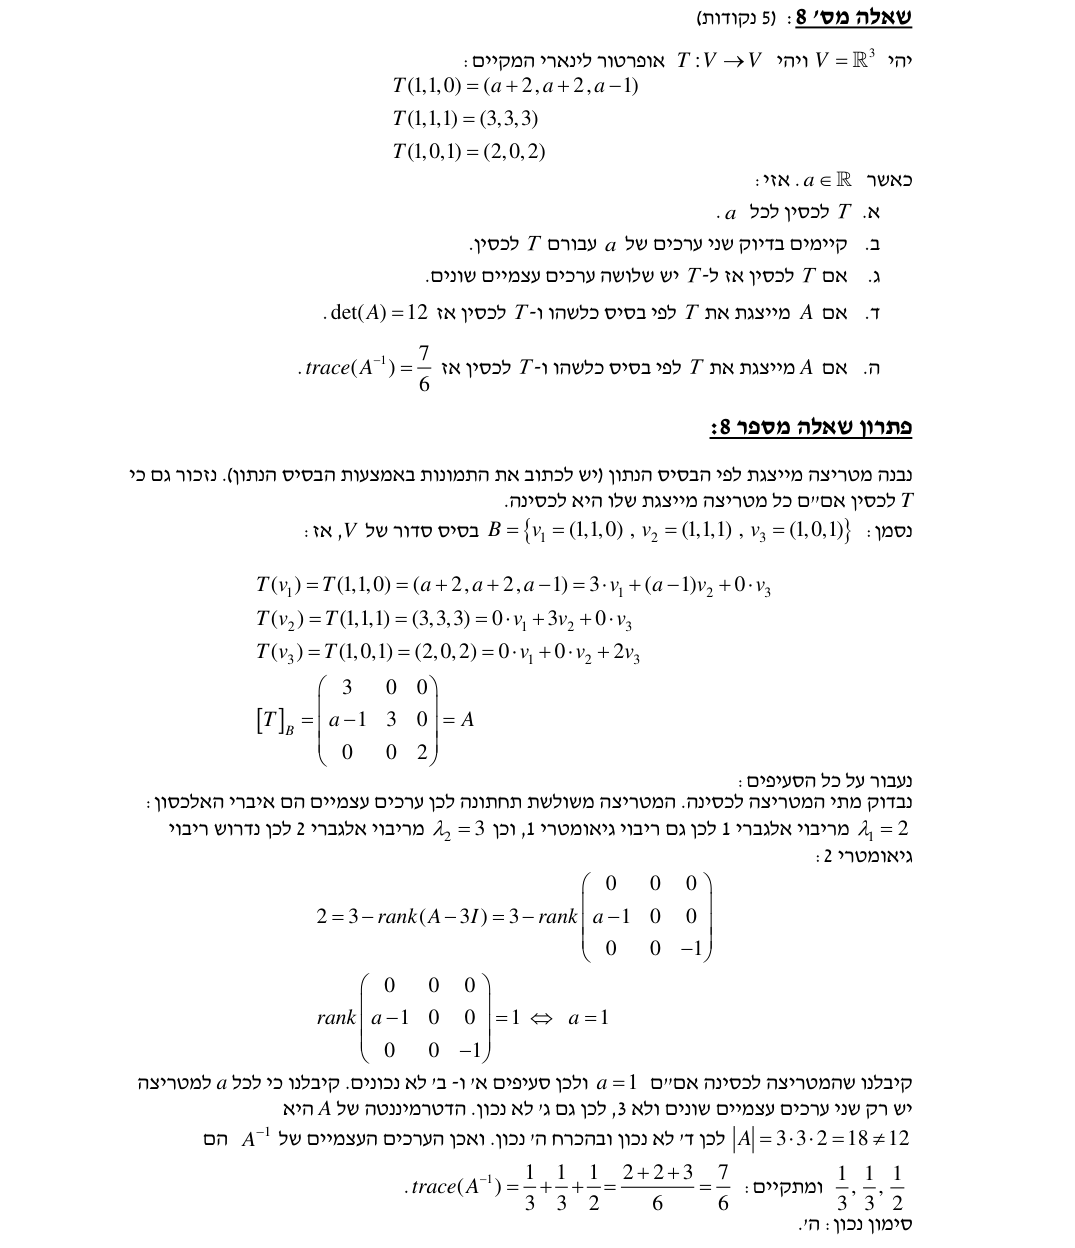 שאלה מס׳ 8 : (5 נקודות)
יהי V = ℝ³ ויהי T : V → V אופרטור לינארי המקיים :
T(1,1,0) = (a+2, a+2, a−1)
T(1,1,1) = (3,3,3)
T(1,0,1) = (2,0,2)
כאשר a ∈ ℝ . אזי :
א. T לכסין לכל a .
ב. קיימים בדיוק שני ערכים של a עבורם T לכסין.
ג. אם T לכסין אז ל-T יש שלושה ערכים עצמיים שונים.
ד. אם A מייצגת את T לפי בסיס כלשהו ו-T לכסין אז det(A) = 12 .
ה. אם A מייצגת את T לפי בסיס כלשהו ו-T לכסין אז trace(A⁻¹) = 7/6 .
פתרון שאלה מספר 8:
נבנה מטריצה מייצגת לפי הבסיס הנתון (יש לכתוב את התמונות באמצעות הבסיס הנתון). נזכור גם כי
T לכסין אם״ם כל מטריצה מייצגת שלו היא לכסינה.
נסמן : B = {v₁ = (1,1,0) , v₂ = (1,1,1) , v₃ = (1,0,1)} בסיס סדור של V, אז :
T(v₁) = T(1,1,0) = (a+2, a+2, a−1) = 3·v₁ + (a−1)v₂ + 0·v₃
T(v₂) = T(1,1,1) = (3,3,3) = 0·v₁ + 3v₂ + 0·v₃
T(v₃) = T(1,0,1) = (2,0,2) = 0·v₁ + 0·v₂ + 2v₃
3 0 0
[T]_B = a−1 3 0 = A
0 0 2
נעבור על כל הסעיפים :
נבדוק מתי המטריצה לכסינה. המטריצה משולשת תחתונה לכן ערכים עצמיים הם איברי האלכסון :
λ₁ = 2 מריבוי אלגברי 1 לכן גם ריבוי גיאומטרי 1, וכן λ₂ = 3 מריבוי אלגברי 2 לכן נדרוש ריבוי
גיאומטרי 2 :
0 0 0
2 = 3 − rank(A − 3I) = 3 − rank a−1 0 0
0 0 −1
0 0 0
rank a−1 0 0 = 1 ⇔ a = 1
0 0 −1
קיבלנו שהמטריצה לכסינה אם״ם a = 1 ולכן סעיפים א׳ ו- ב׳ לא נכונים. קיבלנו כי לכל a למטריצה
יש רק שני ערכים עצמיים שונים ולא 3, לכן גם ג׳ לא נכון. הדטרמיננטה של A היא
|A| = 3·3·2 = 18 ≠ 12 לכן ד׳ לא נכון ובהכרח ה׳ נכון. ואכן הערכים העצמיים של A⁻¹ הם
1/3, 1/3, 1/2 ומתקיים : trace(A⁻¹) = 1/3 + 1/3 + 1/2 = (2+2+3)/6 = 7/6 .
סימון נכון : ה׳.